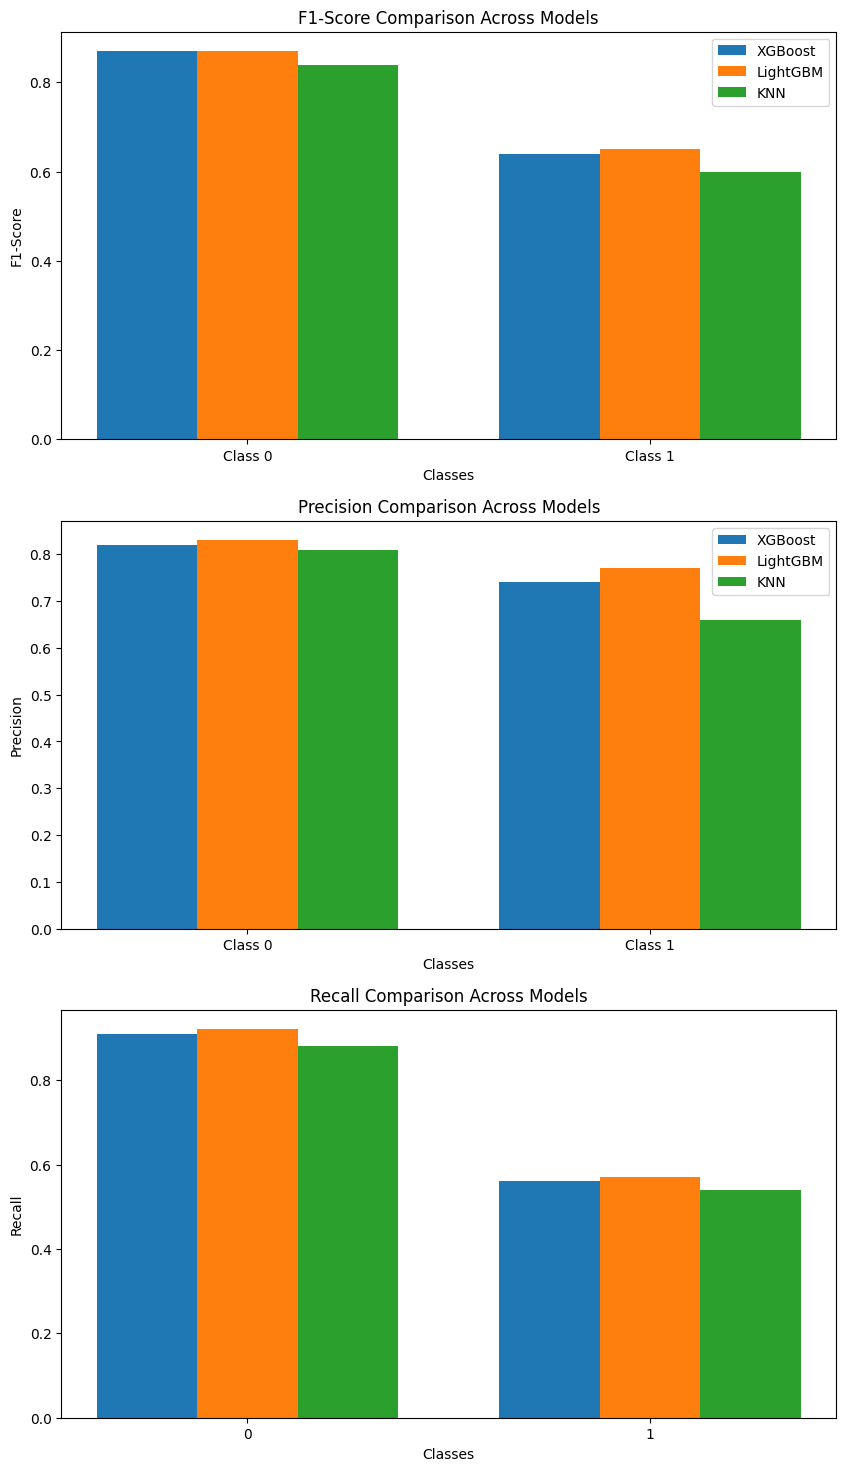 F1-Score Comparison Across Models
XGBoost
LightGBM
KNN
0.8
0.6
0.4
0.2
0.0
F1-Score
Class 0
Class 1
Classes
Precision Comparison Across Models
XGBoost
LightGBM
KNN
0.8
0.7
0.6
0.5
0.4
0.3
0.2
0.1
0.0
Precision
Class 0
Class 1
Classes
Recall Comparison Across Models
0.8
0.6
0.4
0.2
0.0
Recall
0
1
Classes